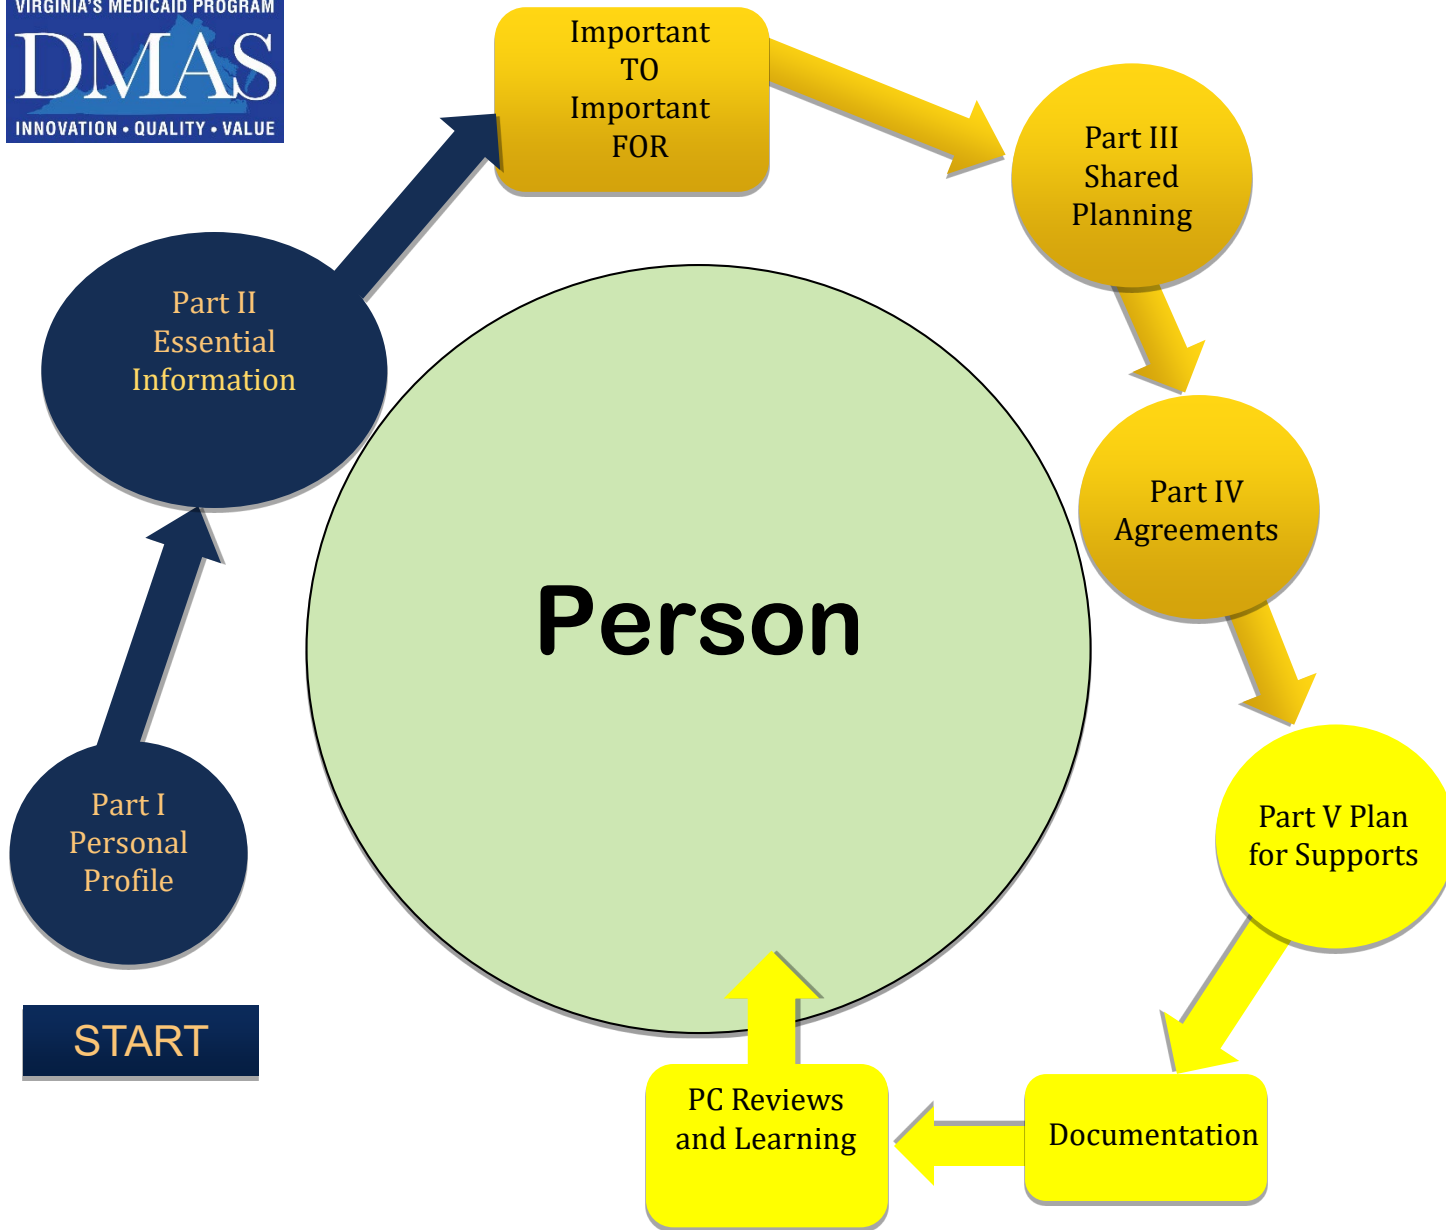 VIRGINIA'S MEDICAID PROGRAM
DMAS
INNOVATION • QUALITY • VALUE
Important
TO
Important
FOR
Part III
Shared
Planning
Part II
Essential
Information
Part IV
Agreements
Person
Part I
Personal
Profile
Part V Plan
for Supports
START
PC Reviews
and Learning
Documentation